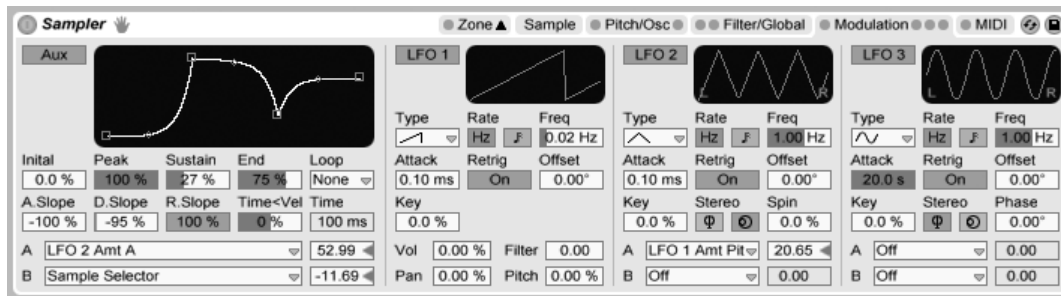 Sampler Zone Sample Pitch/Osc Filter/Global Modulation MIDI
Aux LFO 1 LFO 2 L R LFO 3 L R
Type Rate Freq Type Rate Freq Type Rate Freq
Hz 0.02 Hz Hz 1.00 Hz Hz 1.00 Hz
Inital Peak Sustain End Loop Attack Retrig Offset Attack Retrig Offset Attack Retrig Offset
0.0 % 100 % 27 % 75 % None 0.10 ms On 0.00° 0.10 ms On 0.00° 20.0 s On 0.00°
A.Slope D.Slope R.Slope Time<Vel Time Key Key Stereo Spin Key Stereo Phase
-100 % -95 % 100 % 0 % 100 ms 0.0 % 0.0 % 0.0 % 0.0 % 0.00°
A LFO 2 Amt A 52.99 Vol 0.00 % Filter 0.00 A LFO 1 Amt Pit 20.65 A Off 0.00
B Sample Selector -11.69 Pan 0.00 % Pitch 0.00 % B Off 0.00 B Off 0.00